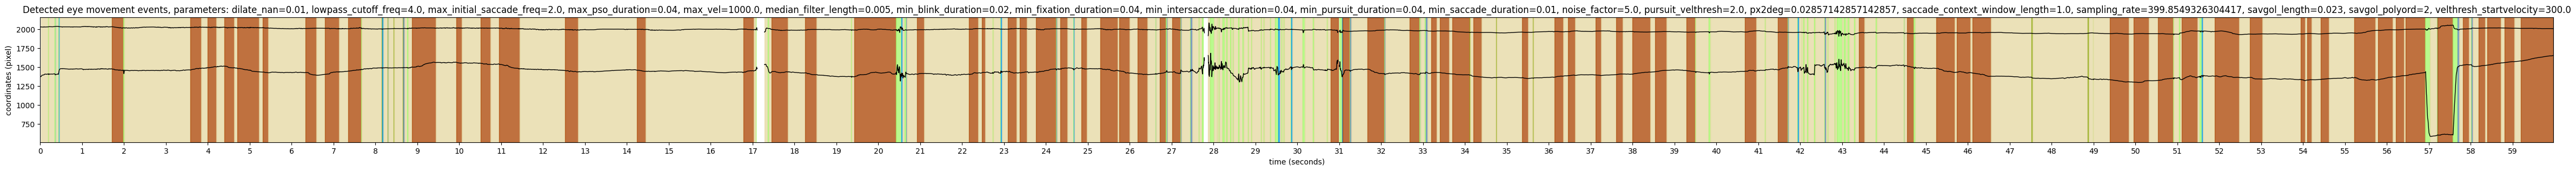 Detected eye movement events, parameters: dilate_nan=0.01, lowpass_cutoff_freq=4.0, max_initial_saccade_freq=2.0, max_pso_duration=0.04, max_vel=1000.0, median_filter_length=0.005, min_blink_duration=0.02, min_fixation_duration=0.04, min_intersaccade_duration=0.04, min_pursuit_duration=0.04, min_saccade_duration=0.01, noise_factor=5.0, pursuit_velthresh=2.0, px2deg=0.02857142857142857, saccade_context_window_length=1.0, sampling_rate=399.8549326304417, savgol_length=0.023, savgol_polyord=2, velthresh_startvelocity=300.0
coordinates (pixel)
2000
1750
1500
1250
1000
750
0 1 2 3 4 5 6 7 8 9 10 11 12 13 14 15 16 17 18 19 20 21 22 23 24 25 26 27 28 29 30 31 32 33 34 35 36 37 38 39 40 41 42 43 44 45 46 47 48 49 50 51 52 53 54 55 56 57 58 59
time (seconds)